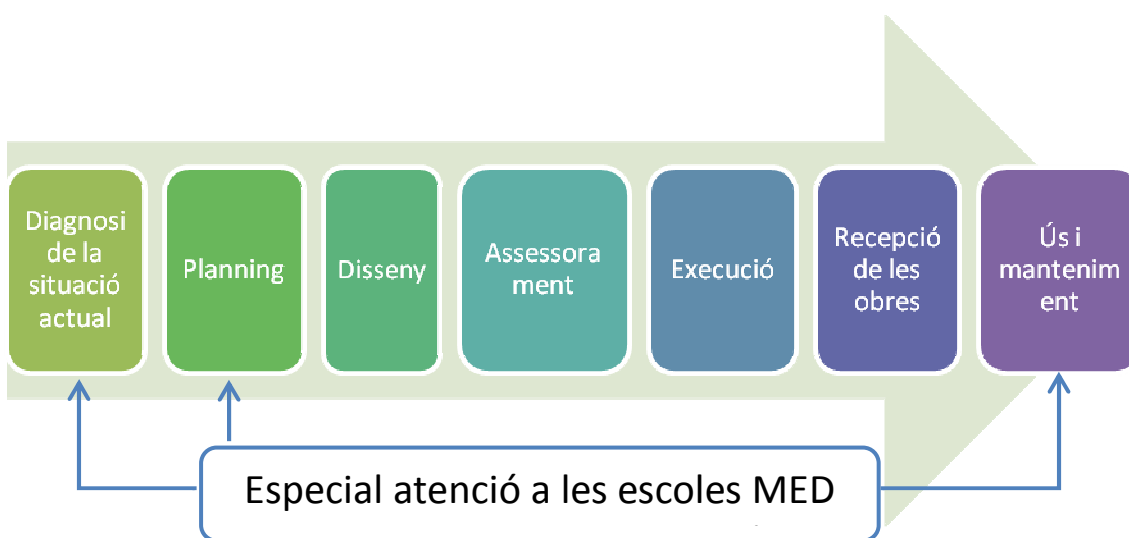 Diagnosi
de la
situació
actual
Planning
Disseny
Assessora
ment
Execució
Recepció
de les
obres
Ús i
mantenim
ent
Especial atenció a les escoles MED